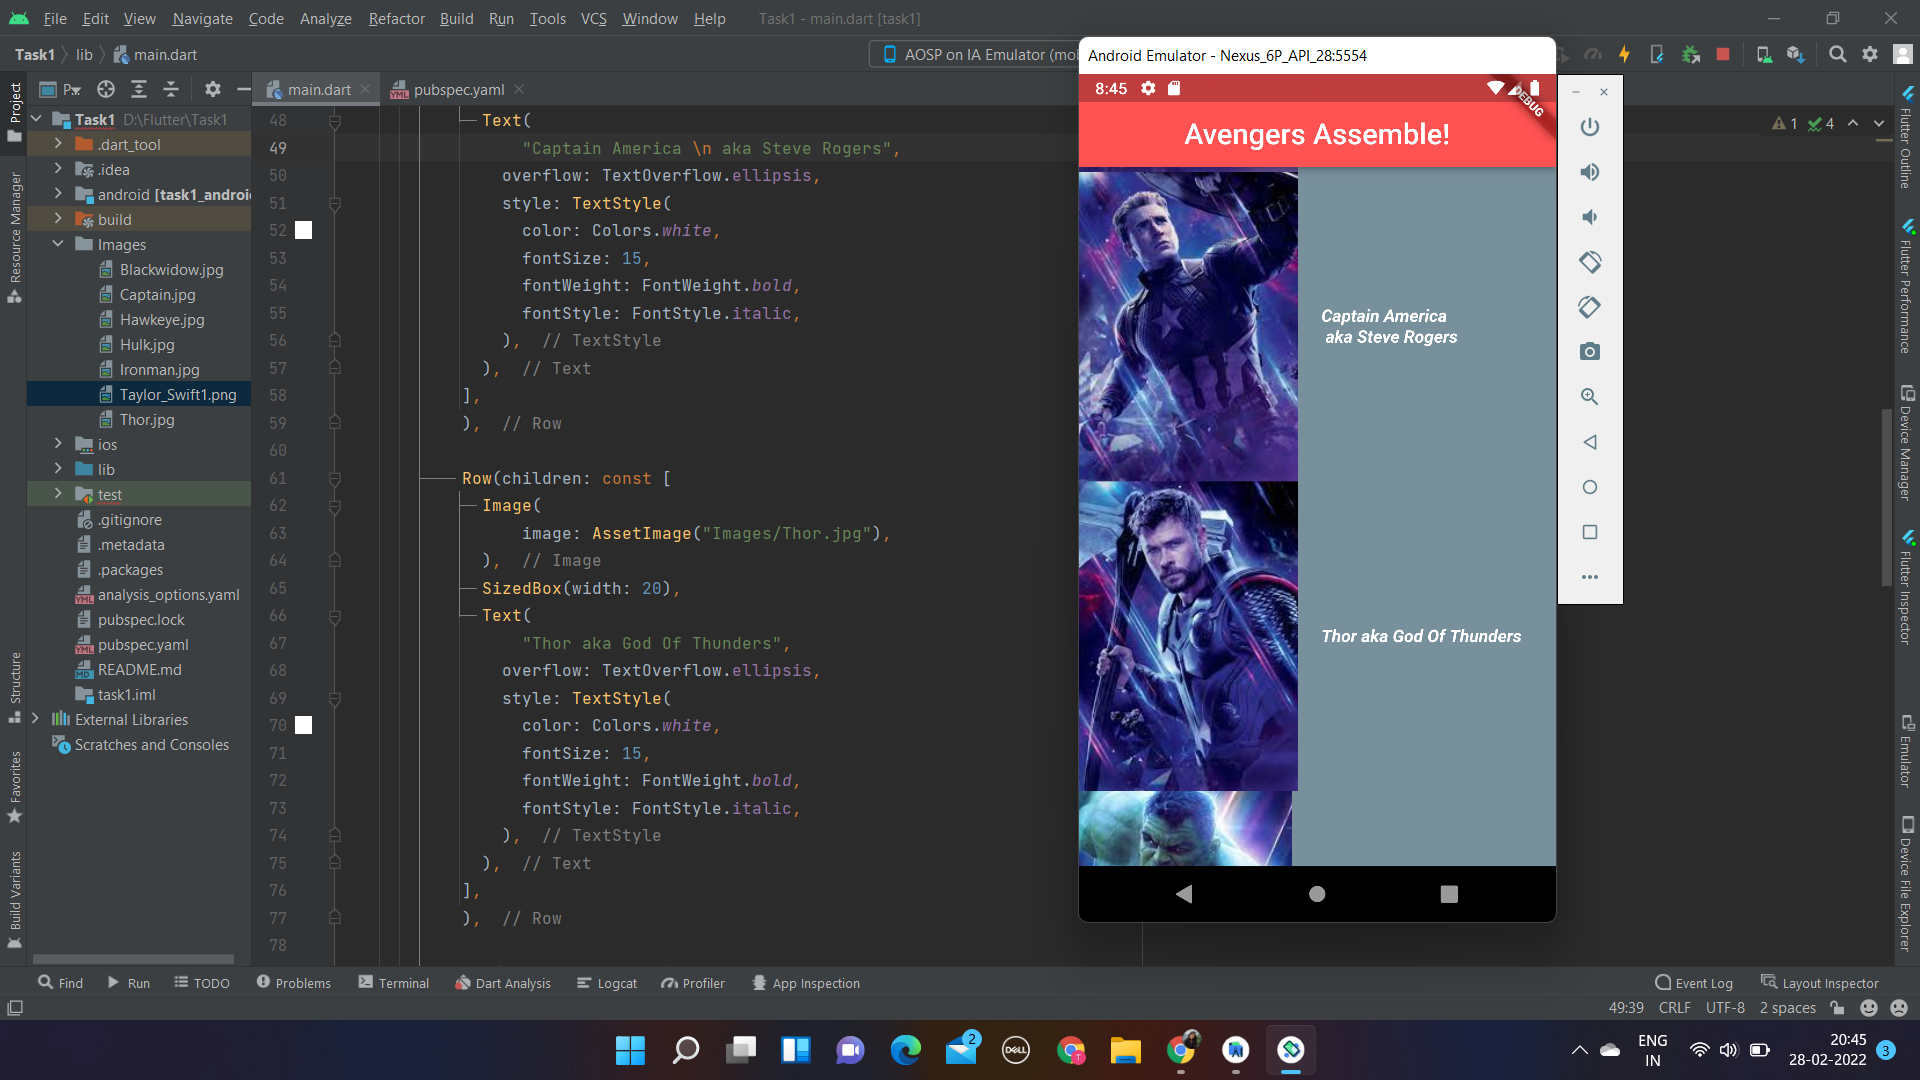 File Edit View Navigate Code Analyze Refactor Build Run Tools VCS Window Help Task1 - main.dart [task1]
Task1 lib main.dart AOSP on IA Emulator (mol
Project
P
main.dart
pubspec.yaml
Task1 D:\Flutter\Task1
.dart_tool
.idea
android [task1_androi
build
Images
Blackwidow.jpg
Captain.jpg
Hawkeye.jpg
Hulk.jpg
Ironman.jpg
Taylor_Swift1.png
Thor.jpg
ios
lib
test
.gitignore
.metadata
.packages
analysis_options.yaml
pubspec.lock
pubspec.yaml
README.md
task1.iml
External Libraries
Scratches and Consoles
Resource Manager
Structure
Favorites
Build Variants
48 Text(
49 "Captain America \n aka Steve Rogers",
50 overflow: TextOverflow.ellipsis,
51 style: TextStyle(
52 color: Colors.white,
53 fontSize: 15,
54 fontWeight: FontWeight.bold,
55 fontStyle: FontStyle.italic,
56 ), // TextStyle
57 ), // Text
58 ],
59 ), // Row
60
61 Row(children: const [
62 Image(
63 image: AssetImage("Images/Thor.jpg"),
64 ), // Image
65 SizedBox(width: 20),
66 Text(
67 "Thor aka God Of Thunders",
68 overflow: TextOverflow.ellipsis,
69 style: TextStyle(
70 color: Colors.white,
71 fontSize: 15,
72 fontWeight: FontWeight.bold,
73 fontStyle: FontStyle.italic,
74 ), // TextStyle
75 ), // Text
76 ],
77 ), // Row
78
Android Emulator - Nexus_6P_API_28:5554
8:45
DEBUG
Avengers Assemble!
Captain America
aka Steve Rogers
Thor aka God Of Thunders
1 4
Flutter Outline
Flutter Performance
Device Manager
Flutter Inspector
Emulator
Device File Explorer
Find Run TODO Problems Terminal Dart Analysis Logcat Profiler App Inspection Event Log Layout Inspector
49:39 CRLF UTF-8 2 spaces
2
DELL
T
ENG
IN
20:45
28-02-2022
3